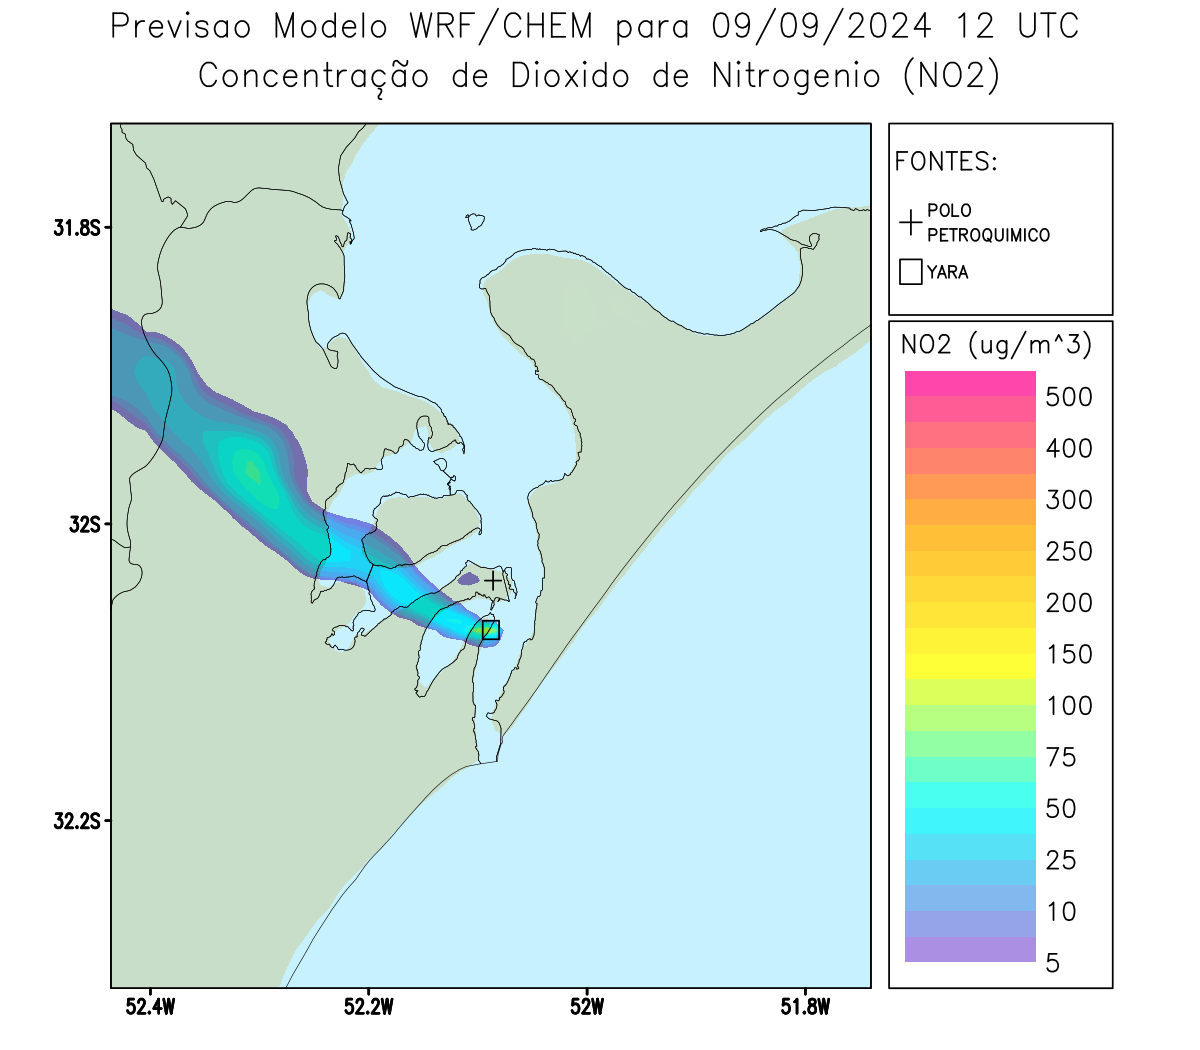 Previsao Modelo WRF/CHEM para 09/09/2024 12 UTC
Concentração de Dioxido de Nitrogenio (NO2)
FONTES:
POLO
PETROQUIMICO
YARA
NO2 (ug/m^3)
500
400
300
250
200
150
100
75
50
25
10
5
31.8S
32S
32.2S
52.4W
52.2W
52W
51.8W